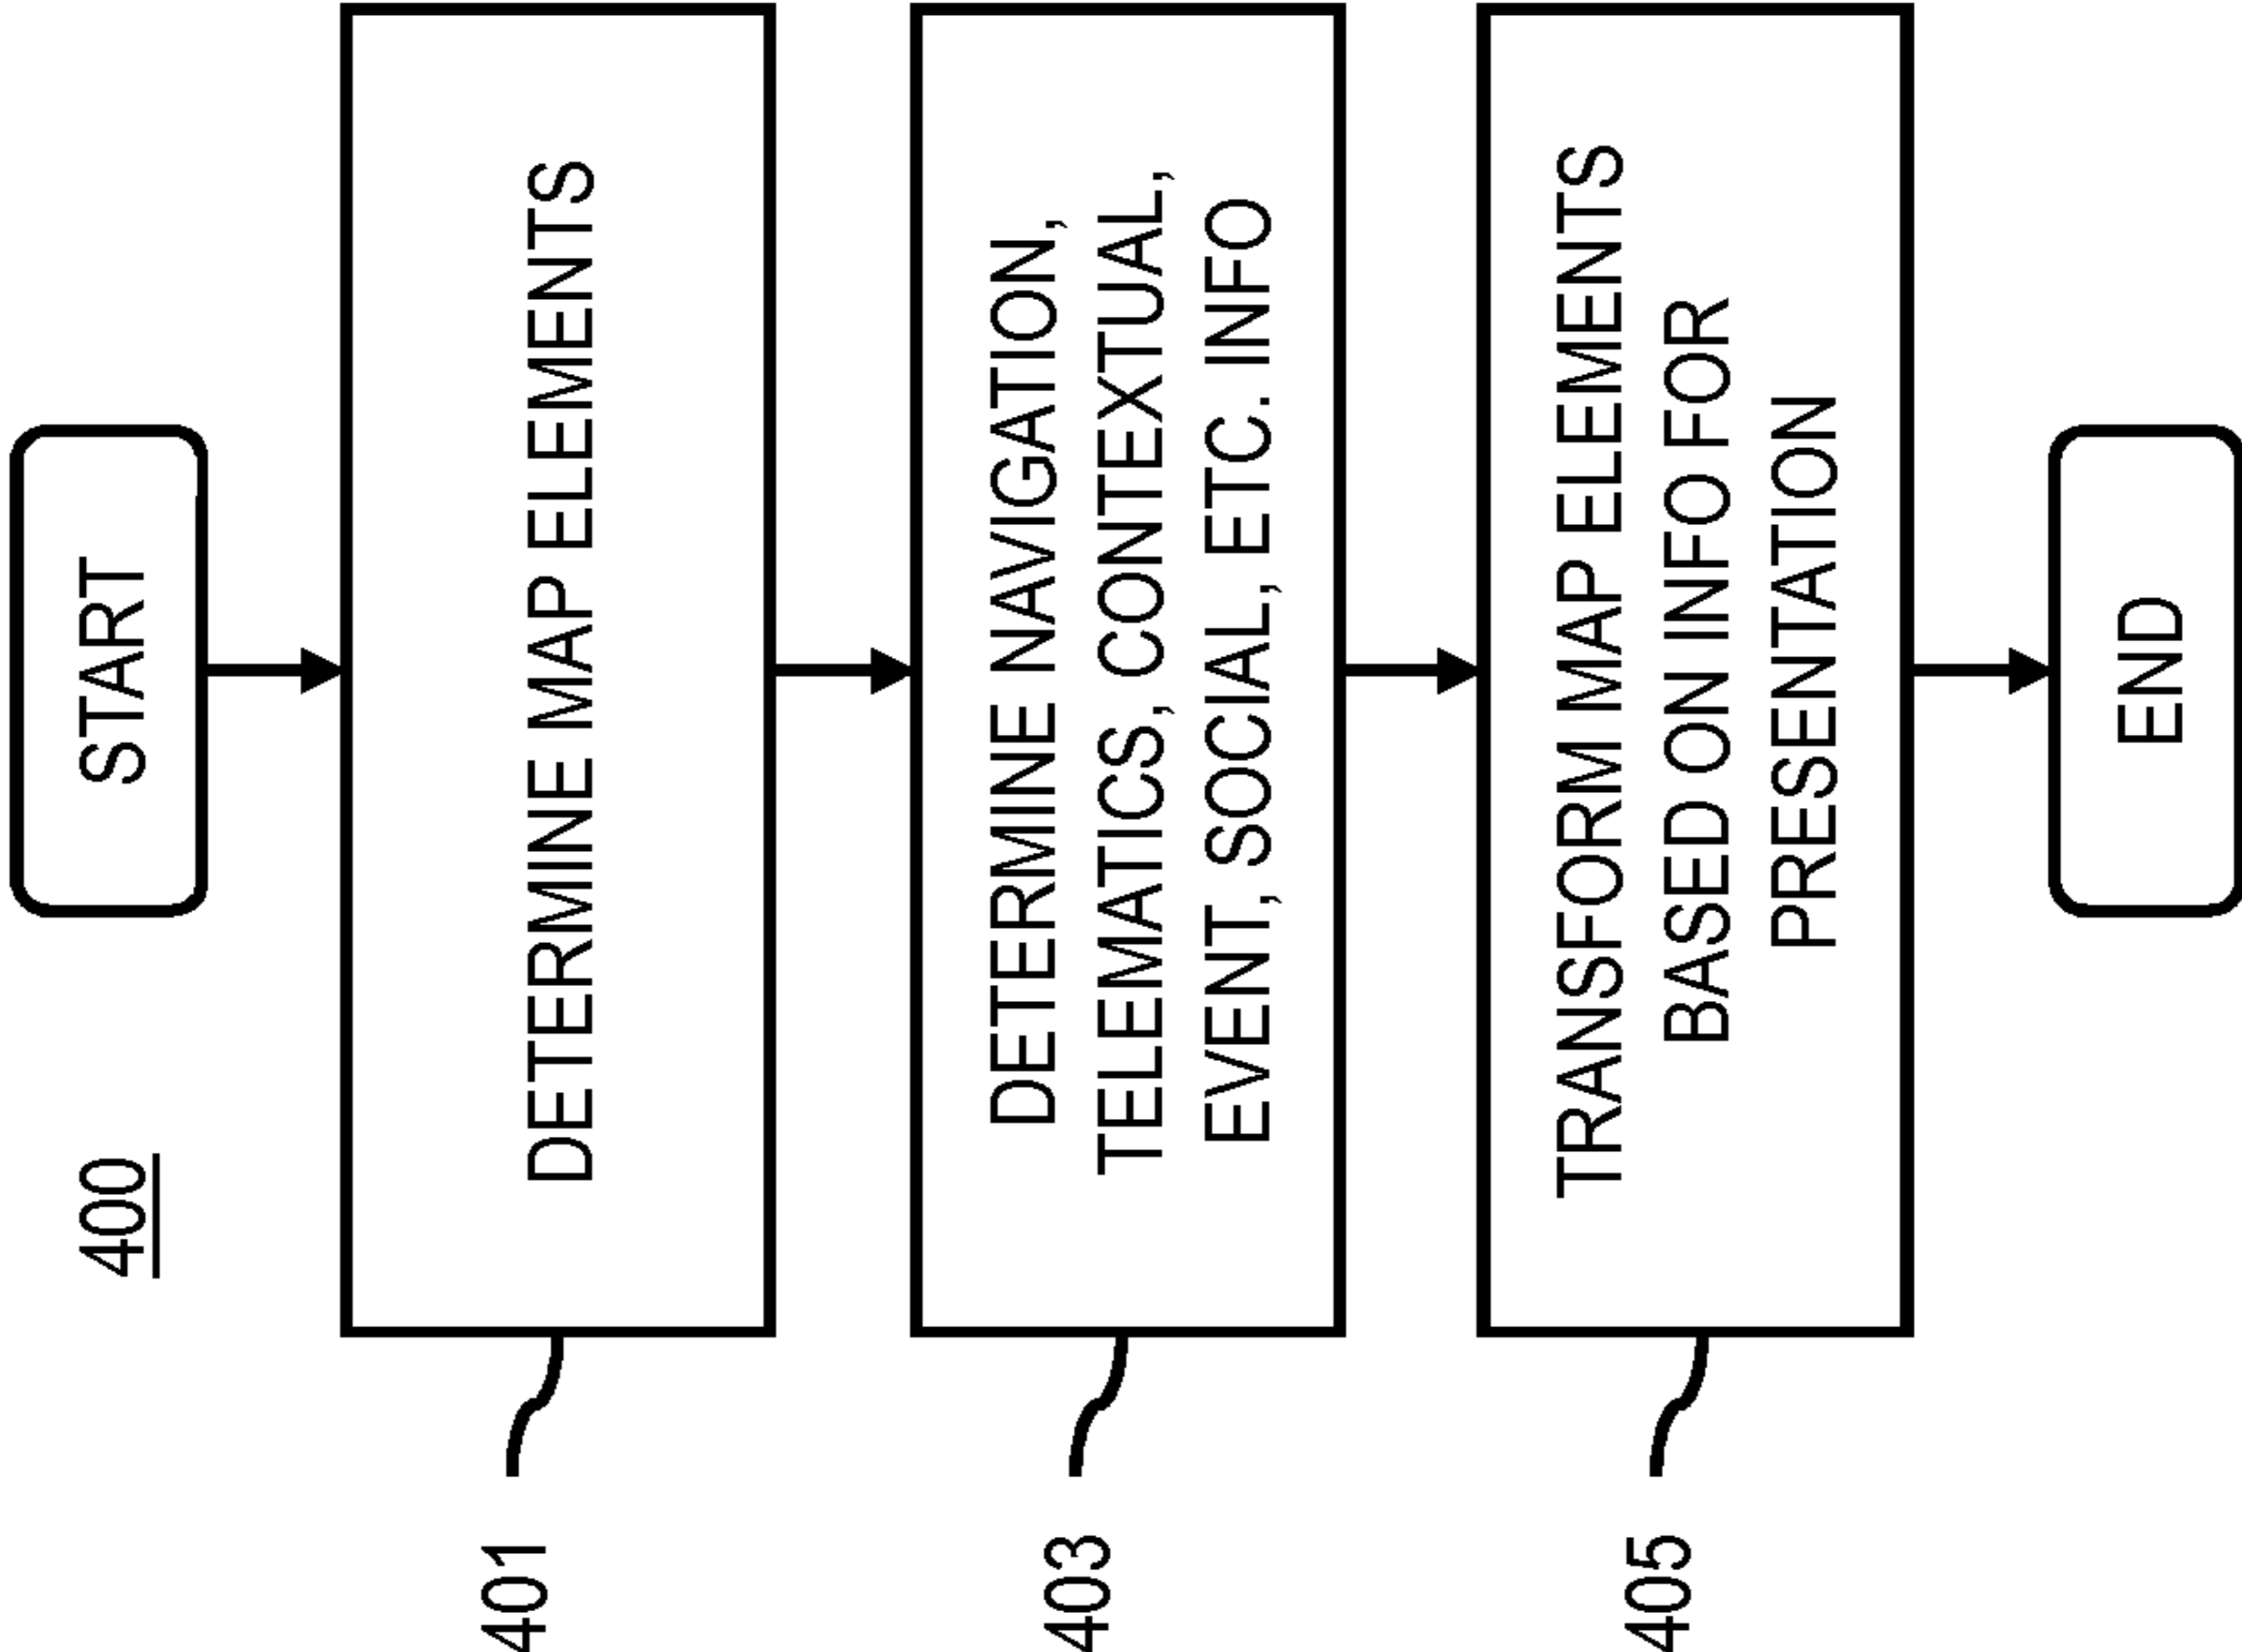 400
START
401
DETERMINE MAP ELEMENTS
403
DETERMINE NAVIGATION,
TELEMATICS, CONTEXTUAL,
EVENT, SOCIAL, ETC. INFO
405
TRANSFORM MAP ELEMENTS
BASED ON INFO FOR
PRESENTATION
END